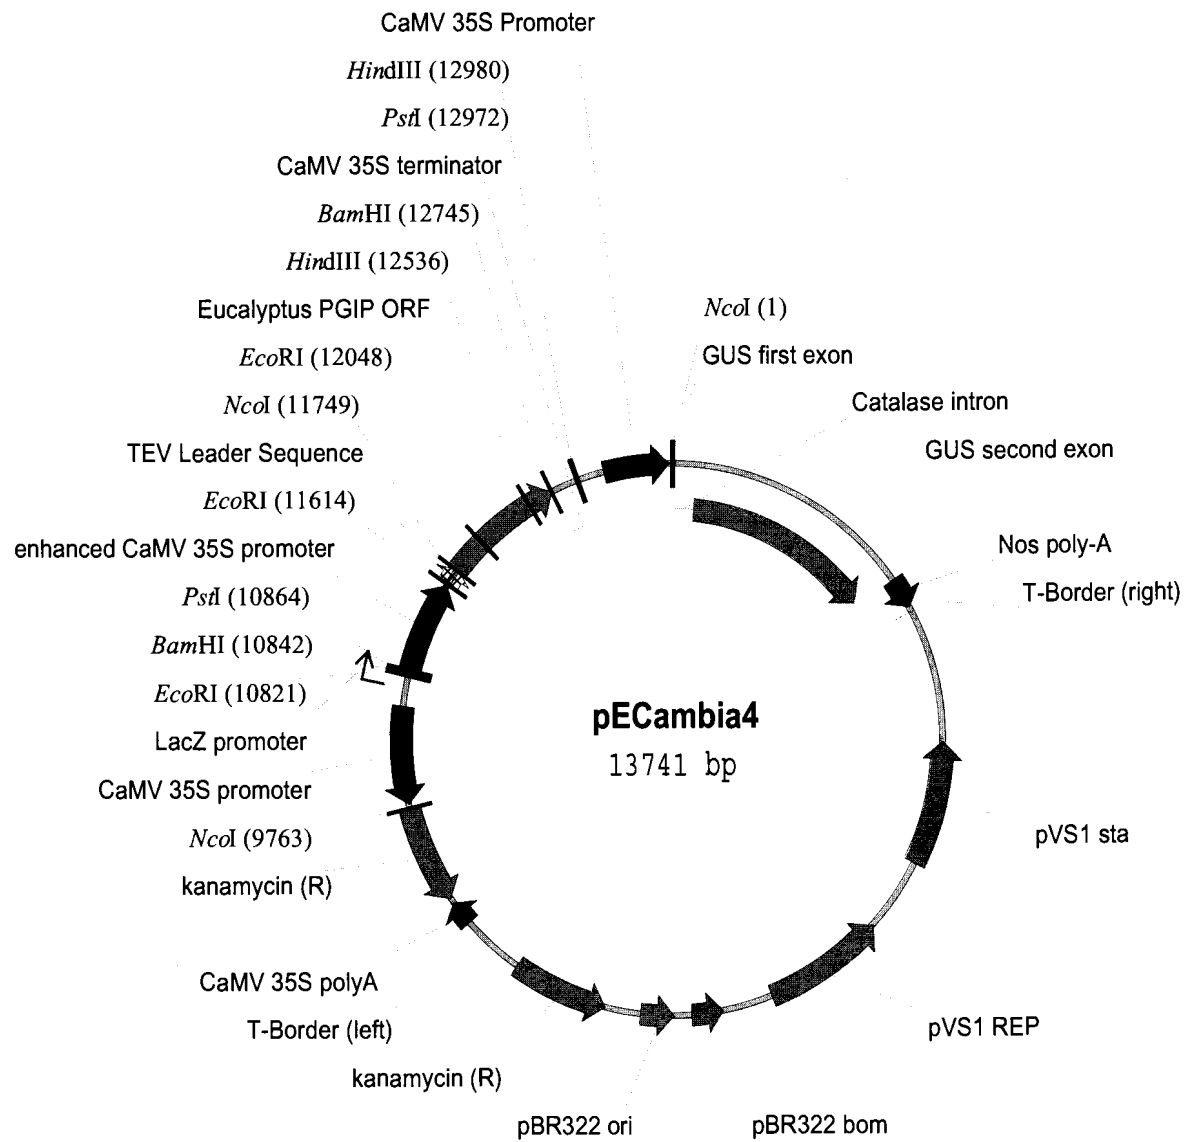 CaMV 35S Promoter
HindIII (12980)
PstI (12972)
CaMV 35S terminator
BamHI (12745)
HindIII (12536)
Eucalyptus PGIP ORF
EcoRI (12048)
NcoI (11749)
TEV Leader Sequence
EcoRI (11614)
enhanced CaMV 35S promoter
PstI (10864)
BamHI (10842)
EcoRI (10821)
LacZ promoter
CaMV 35S promoter
NcoI (9763)
kanamycin (R)
CaMV 35S polyA
T-Border (left)
kanamycin (R)
pBR322 ori
pBR322 bom
pVS1 REP
pVS1 sta
T-Border (right)
Nos poly-A
GUS second exon
Catalase intron
GUS first exon
NcoI (1)
pECambia4
13741 bp